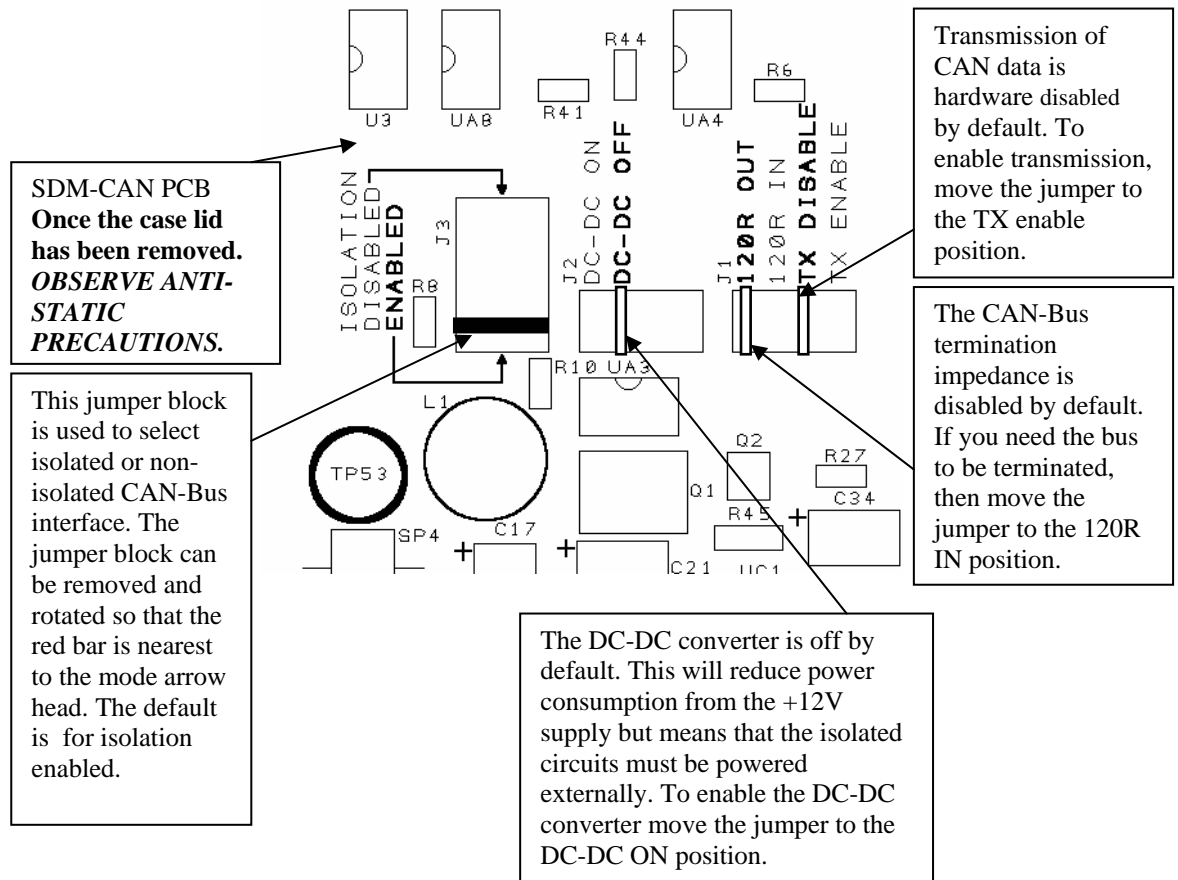 U3
UA8
R41
R44
UA4
R6
SDM-CAN PCB
Once the case lid
has been removed.
OBSERVE ANTI-
STATIC
PRECAUTIONS.
This jumper block
is used to select
isolated or non-
isolated CAN-Bus
interface. The
jumper block can
be removed and
rotated so that the
red bar is nearest
to the mode arrow
head. The default
is for isolation
enabled.
ISOLATION
DISABLED
ENABLED
R8
J3
J2
DC-DC ON
DC-DC OFF
J1
120R OUT
120R IN
TX DISABLE
TX ENABLE
R10
UA3
L1
TP53
SP4
C17
C21
Q1
Q2
R45
UC1
R27
C34
Transmission of
CAN data is
hardware disabled
by default. To
enable transmission,
move the jumper to
the TX enable
position.
The CAN-Bus
termination
impedance is
disabled by default.
If you need the bus
to be terminated,
then move the
jumper to the 120R
IN position.
The DC-DC converter is off by
default. This will reduce power
consumption from the +12V
supply but means that the isolated
circuits must be powered
externally. To enable the DC-DC
converter move the jumper to the
DC-DC ON position.